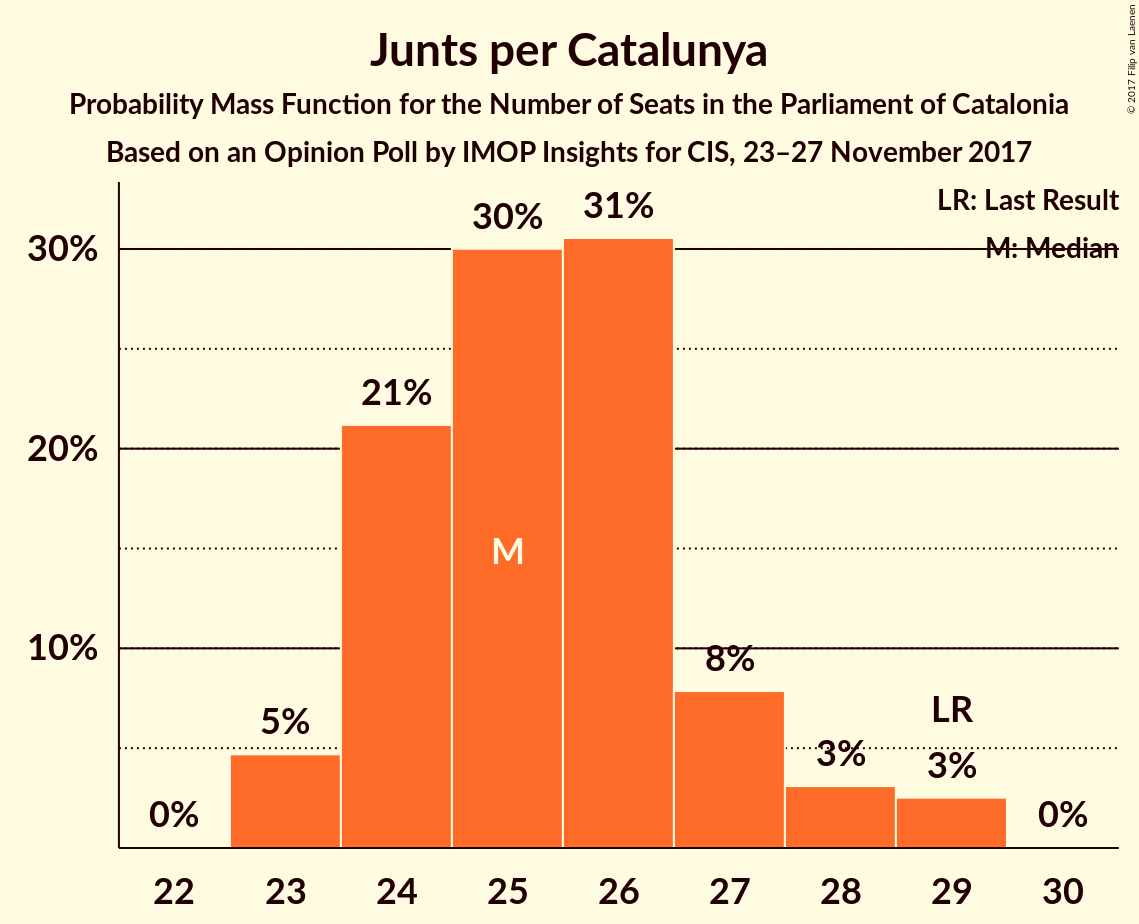 Junts per Catalunya
Probability Mass Function for the Number of Seats in the Parliament of Catalonia
Based on an Opinion Poll by IMOP Insights for CIS, 23–27 November 2017
© 2017 Filip van Laenen
LR: Last Result
M: Median
30%
20%
10%
0%
5%
21%
30%
31%
8%
3%
3%
0%
M
LR
22 23 24 25 26 27 28 29 30